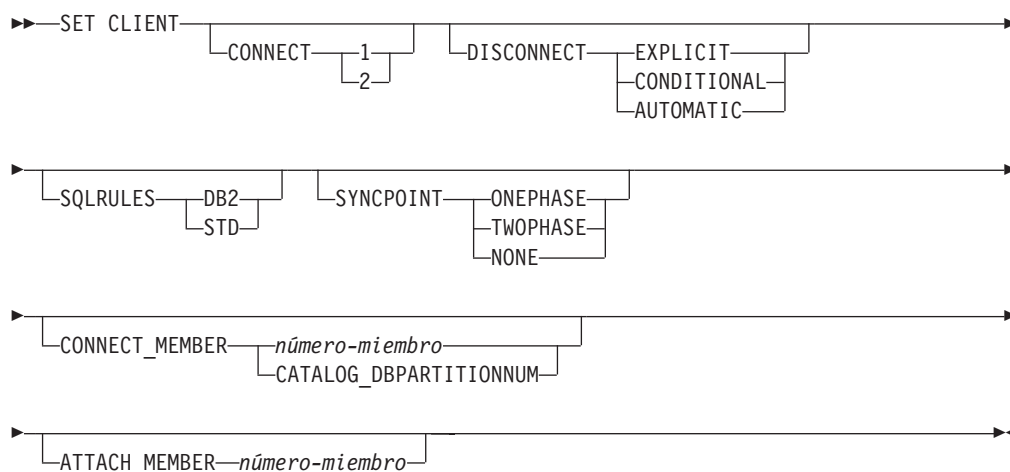 SET CLIENT
CONNECT 1 DISCONNECT EXPLICIT
2 CONDITIONAL
AUTOMATIC
SQLRULES DB2 SYNCPOINT ONEPHASE
STD TWOPHASE
NONE
CONNECT_MEMBER número-miembro
CATALOG_DBPARTITIONNUM
ATTACH_MEMBER número-miembro